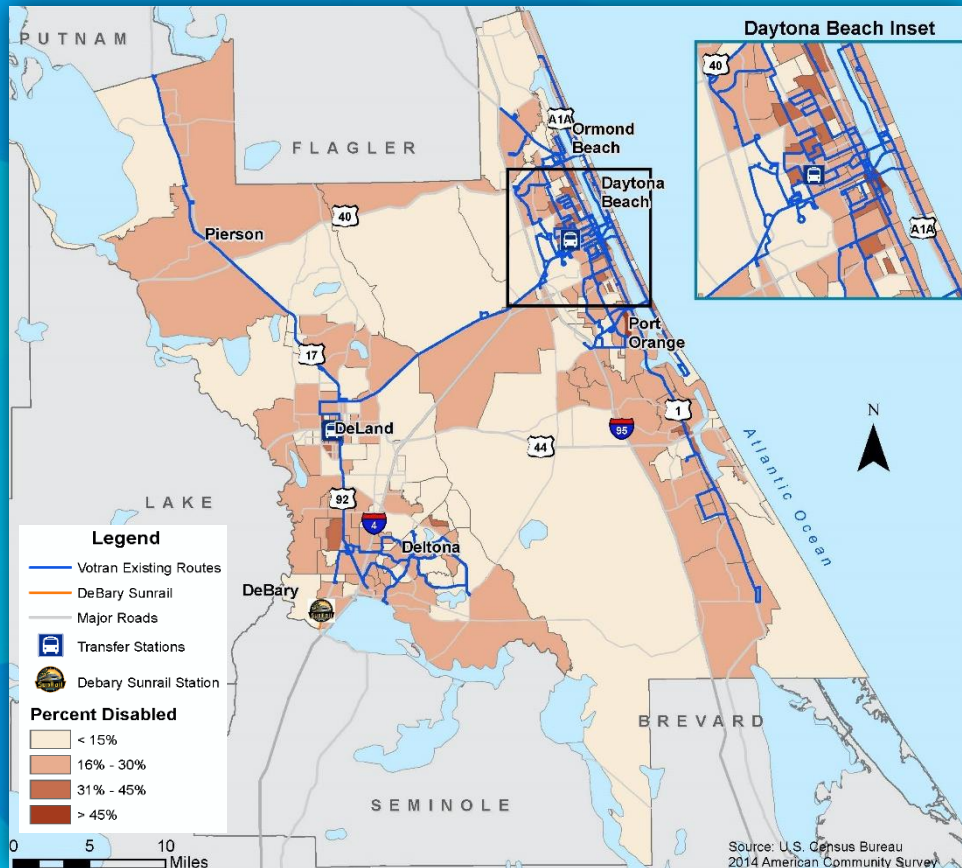 PUTNAM
FLAGLER
A1A
Ormond
Beach
Daytona
Beach
40
Pierson
17
DeLand
92
4
Deltona
DeBary
LAKE
Port
Orange
1
95
44
N
Atlantic Ocean
BREVARD
SEMINOLE
Daytona Beach Inset
40
A1A
Legend
Votran Existing Routes
DeBary Sunrail
Major Roads
Transfer Stations
Debary Sunrail Station
Percent Disabled
< 15%
16% - 30%
31% - 45%
> 45%
0 5 10
Miles
Source: U.S. Census Bureau
2014 American Community Survey